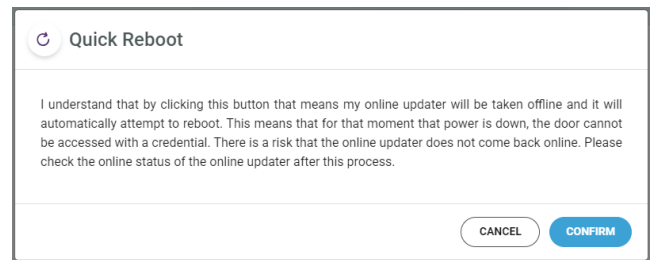 Quick Reboot
I understand that by clicking this button that means my online updater will be taken offline and it will
automatically attempt to reboot. This means that for that moment that power is down, the door cannot
be accessed with a credential. There is a risk that the online updater does not come back online. Please
check the online status of the online updater after this process.
CANCEL
CONFIRM